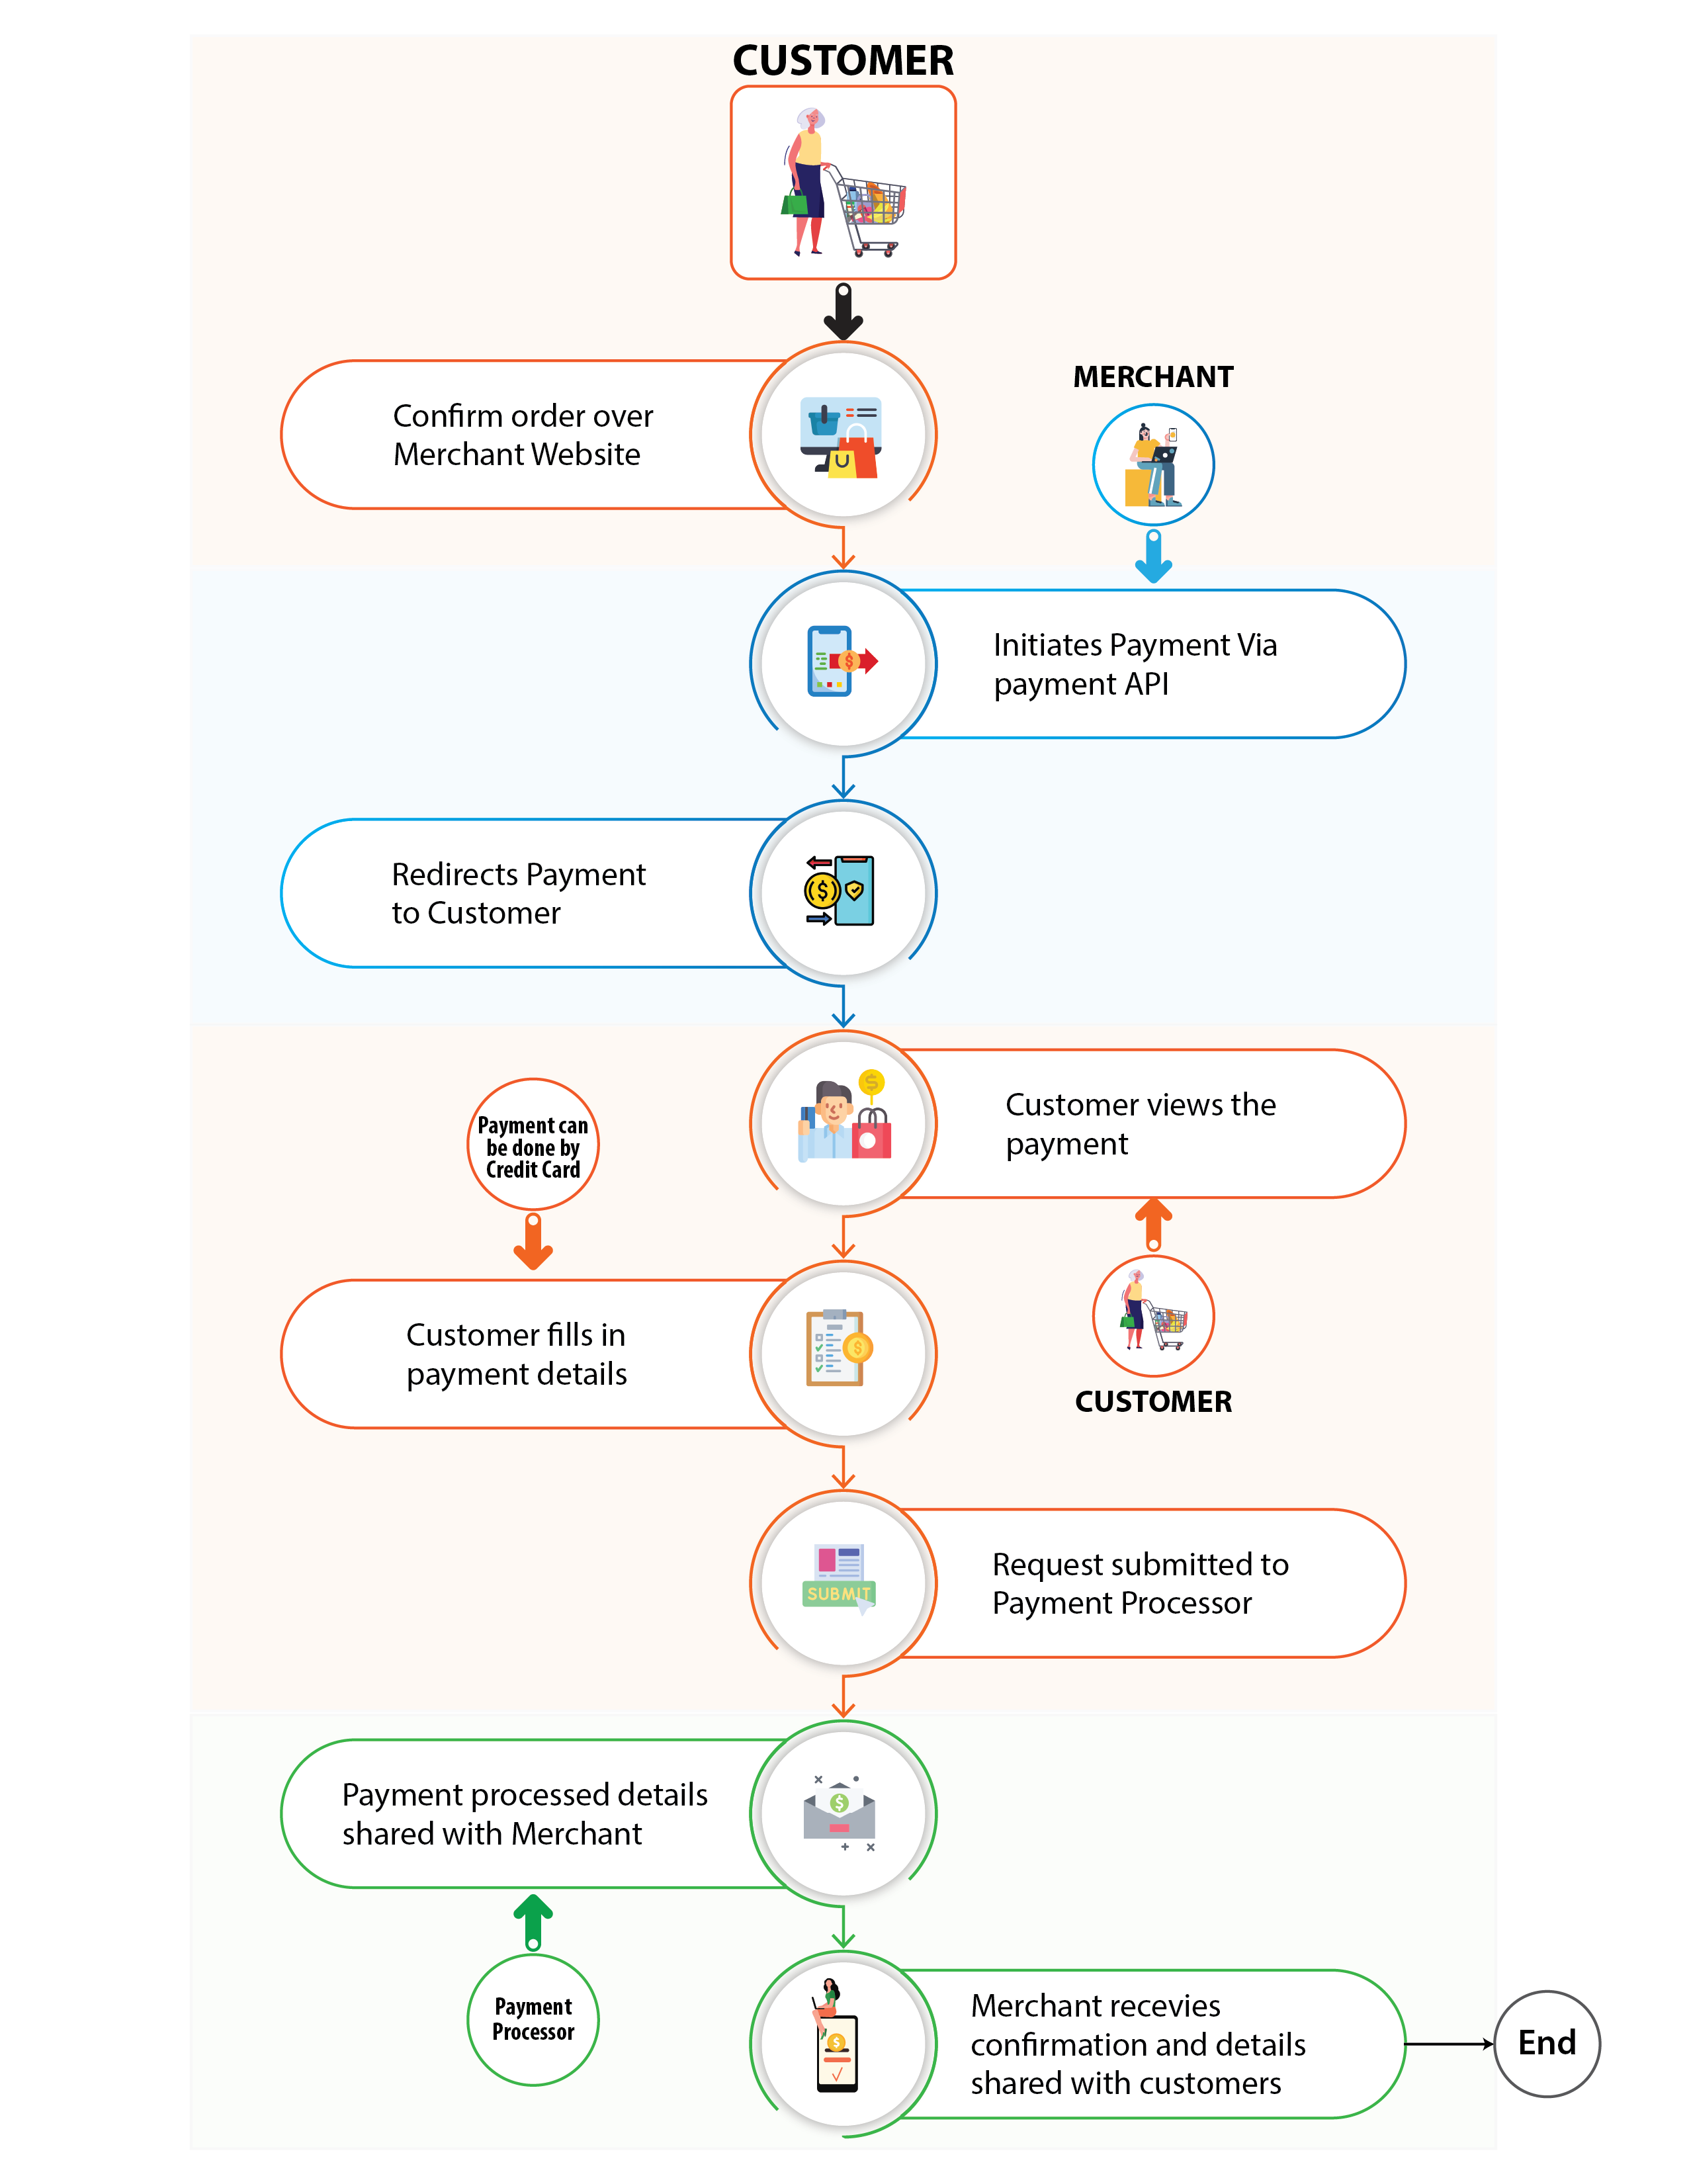 CUSTOMER
Confirm order over
Merchant Website
MERCHANT
Initiates Payment Via
payment API
Redirects Payment
to Customer
Customer views the
payment
Payment can
be done by
Credit Card
Customer fills in
payment details
CUSTOMER
SUBMIT
Request submitted to
Payment Processor
Payment processed details
shared with Merchant
Payment
Processor
Merchant recevies
confirmation and details
shared with customers
End